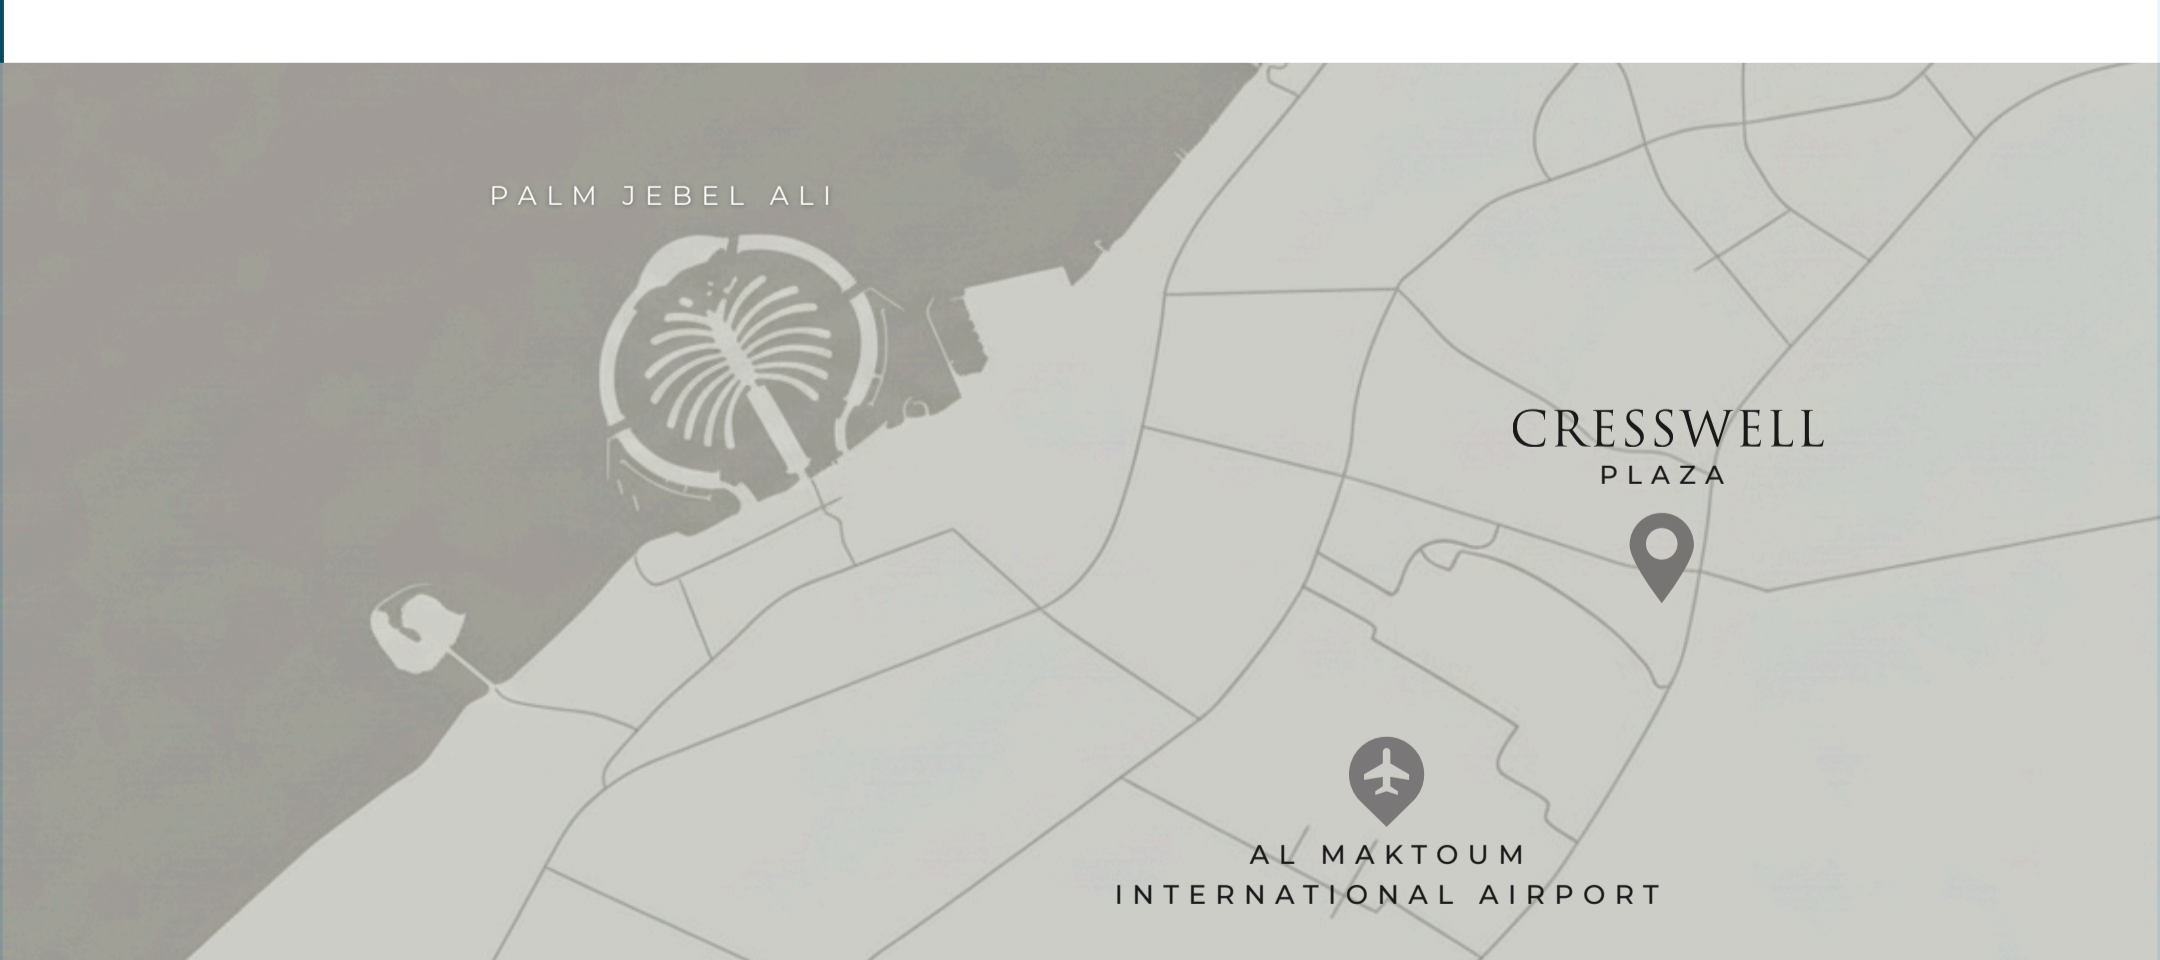 PALM JEBEL ALI
CRESSWELL
PLAZA
AL MAKTOUM
INTERNATIONAL AIRPORT